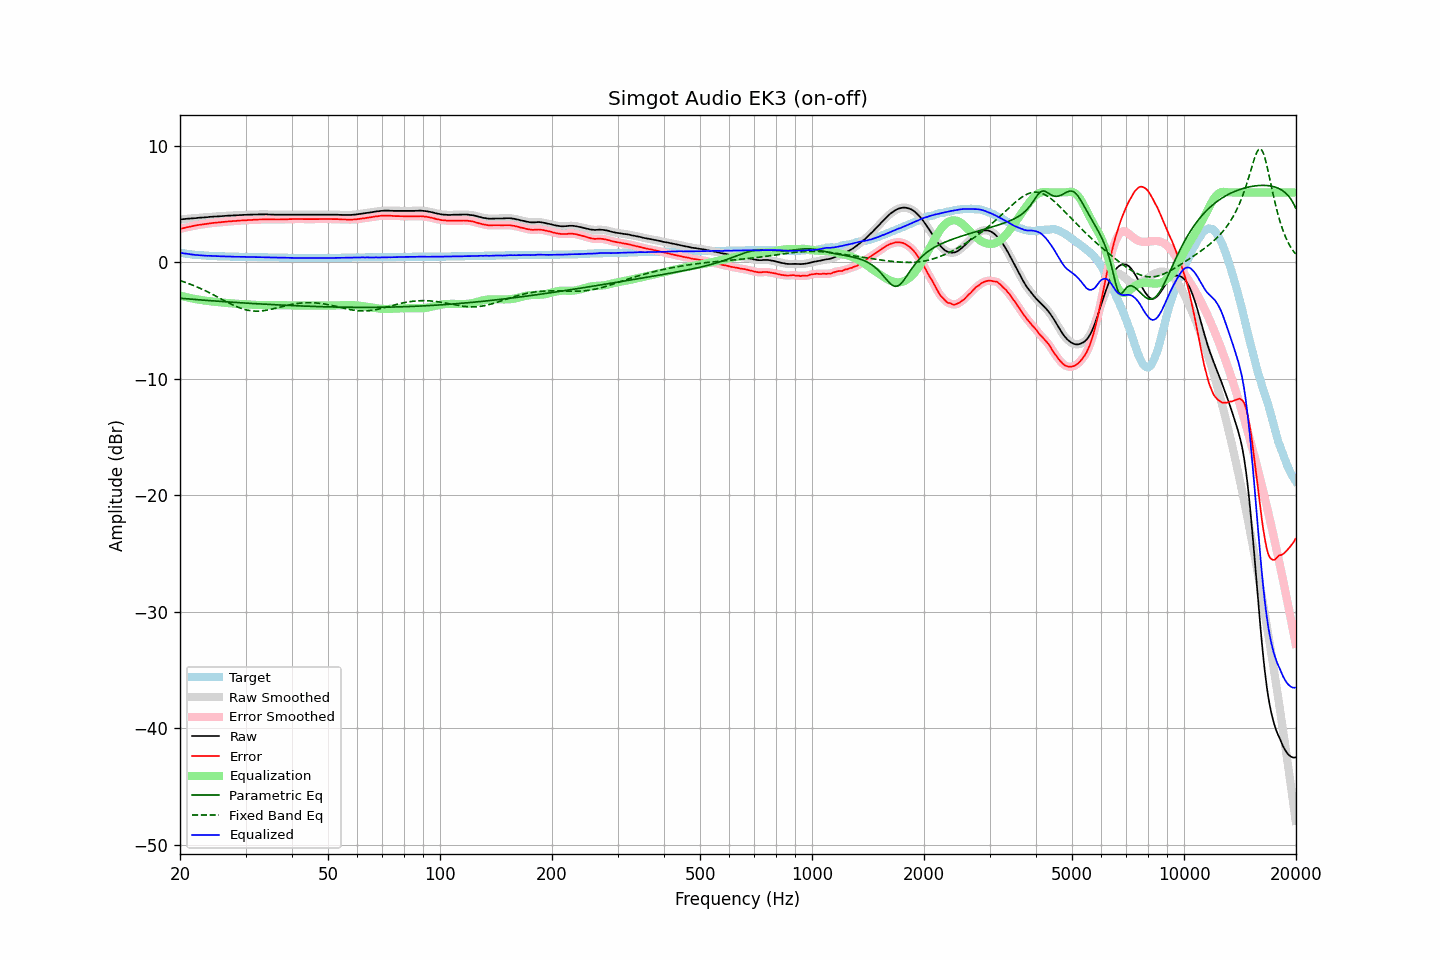 Simgot Audio EK3 (on-off)
10
0
−10
−20
−30
−40
−50
Amplitude (dBr)
Target
Raw Smoothed
Error Smoothed
Raw
Error
Equalization
Parametric Eq
Fixed Band Eq
Equalized
20 50 100 200 500 1000 2000 5000 10000 20000
Frequency (Hz)